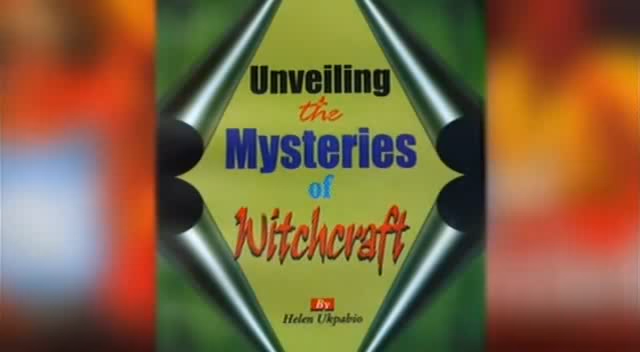 Unveiling
the
Mysteries
of
Witchcraft
By
Helen Ukpabio